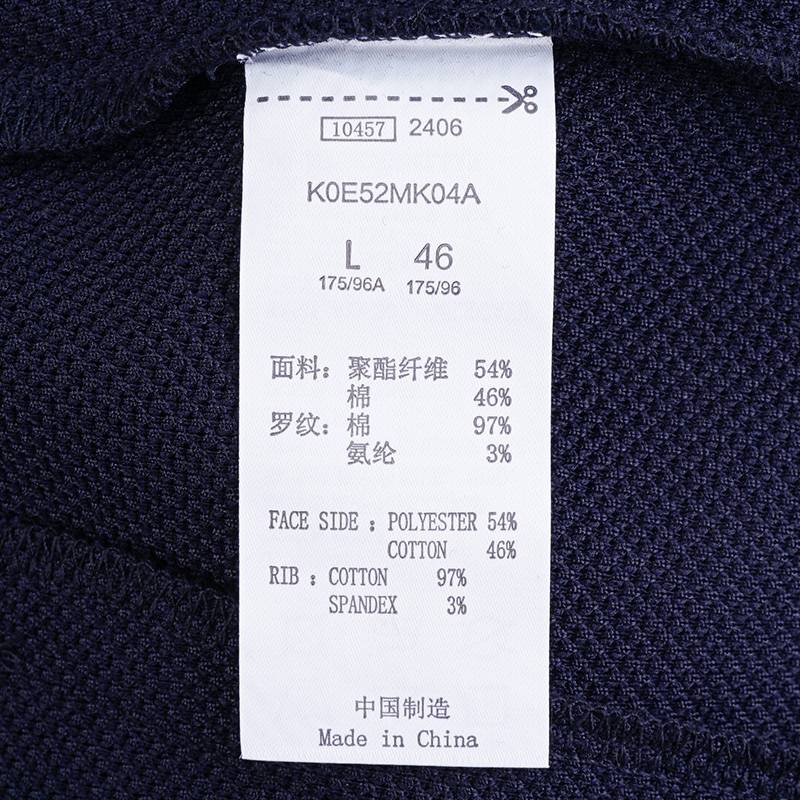 10457 2406
K0E52MK04A
L 46
175/96A 175/96
面料：聚酯纤维 54%
棉 46%
罗纹：棉 97%
氨纶 3%
FACE SIDE : POLYESTER 54%
COTTON 46%
RIB : COTTON 97%
SPANDEX 3%
中国制造
Made in China